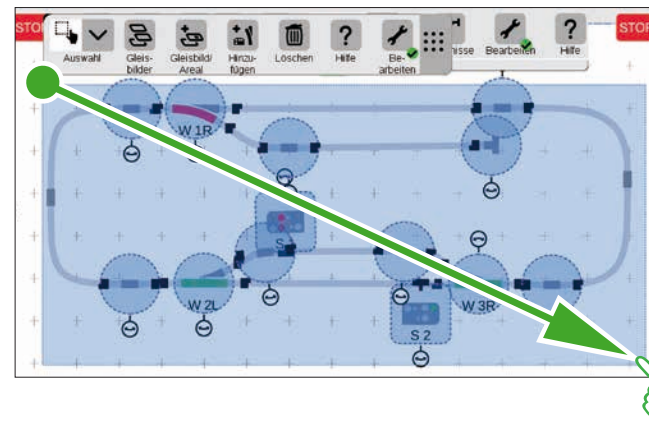 STO
STOP
Auswahl
Gleis-
bilder
Gleisbild/
Areal
Hinzu-
fügen
Löschen
?
Hilfe
Be-
arbeiten
nisse
Bearbeiten
?
Hilfe
W 1R
S
W 2L
W 3R
S 2